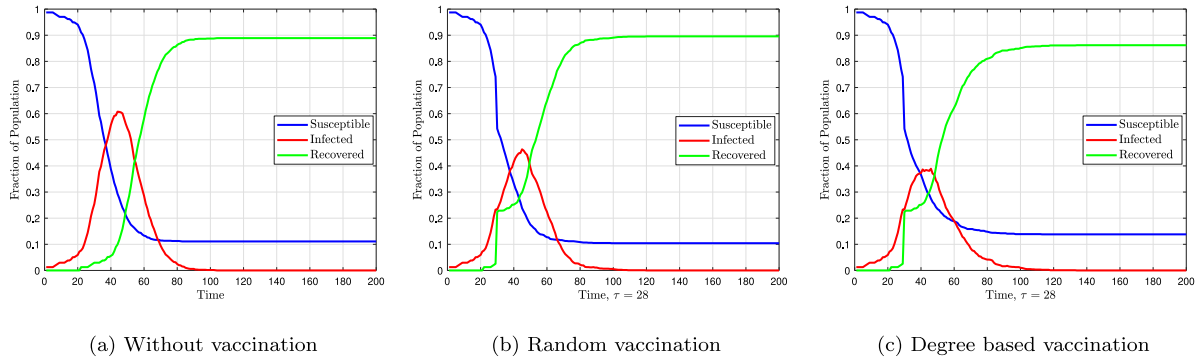 Fraction of Population
1
0.9
0.8
0.7
0.6
0.5
0.4
0.3
0.2
0.1
0
0 20 40 60 80 100 120 140 160 180 200
Time
Susceptible
Infected
Recovered
(a) Without vaccination
Fraction of Population
1
0.9
0.8
0.7
0.6
0.5
0.4
0.3
0.2
0.1
0
0 20 40 60 80 100 120 140 160 180 200
Time, τ = 28
Susceptible
Infected
Recovered
(b) Random vaccination
Fraction of Population
1
0.9
0.8
0.7
0.6
0.5
0.4
0.3
0.2
0.1
0
0 20 40 60 80 100 120 140 160 180 200
Time, τ = 28
Susceptible
Infected
Recovered
(c) Degree based vaccination